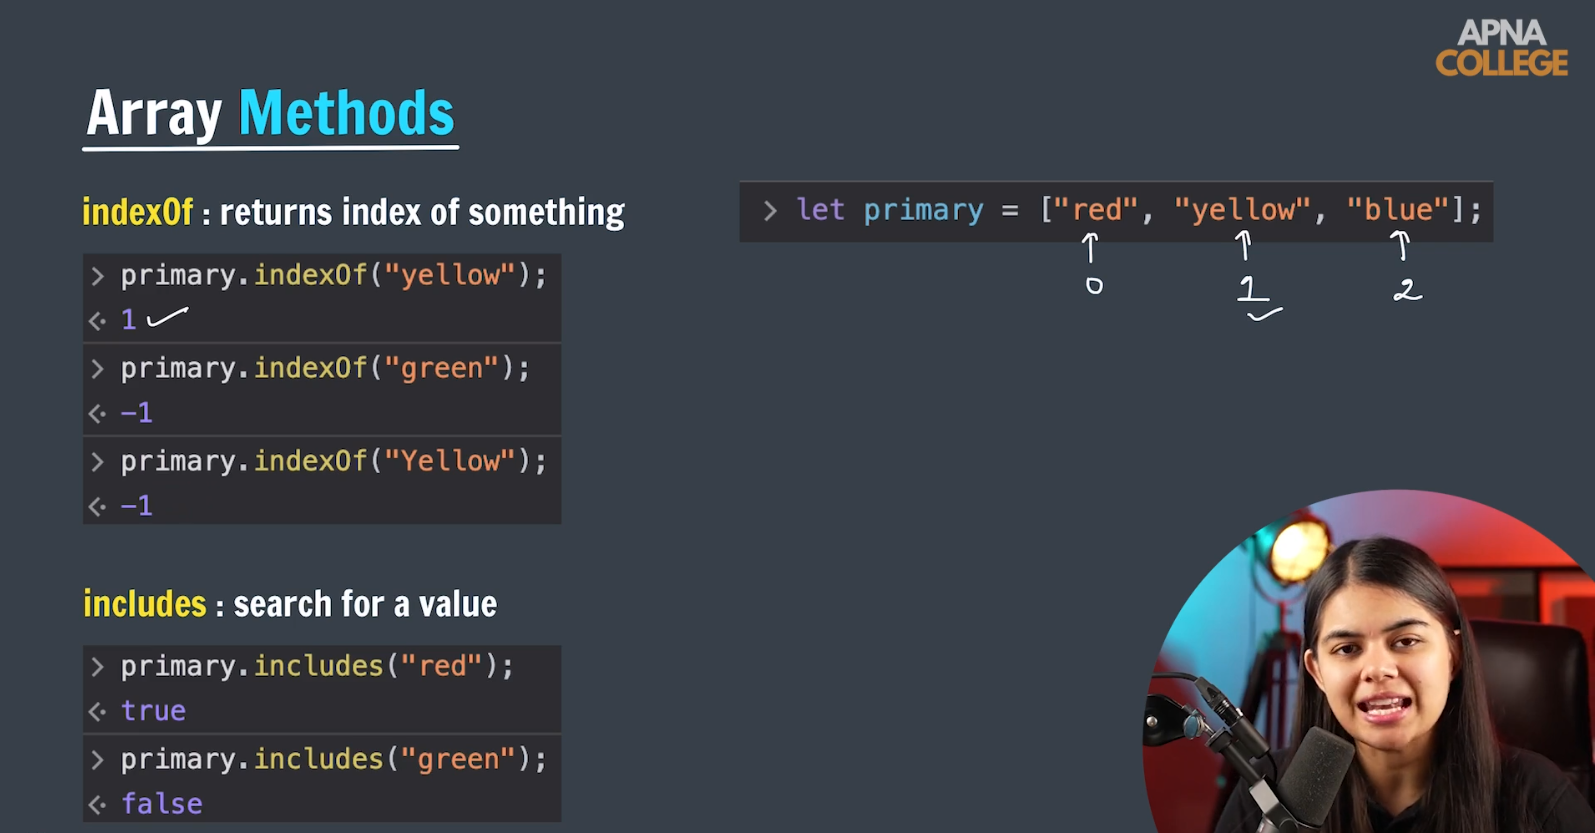 APNA
COLLEGE
Array Methods
indexOf : returns index of something
> primary.indexOf("yellow");
<· 1 ✓
> primary.indexOf("green");
<· -1
> primary.indexOf("Yellow");
<· -1
includes : search for a value
> primary.includes("red");
<· true
> primary.includes("green");
<· false
> let primary = ["red", "yellow", "blue"];
↑ ↑ ↑
0 1 2
✓